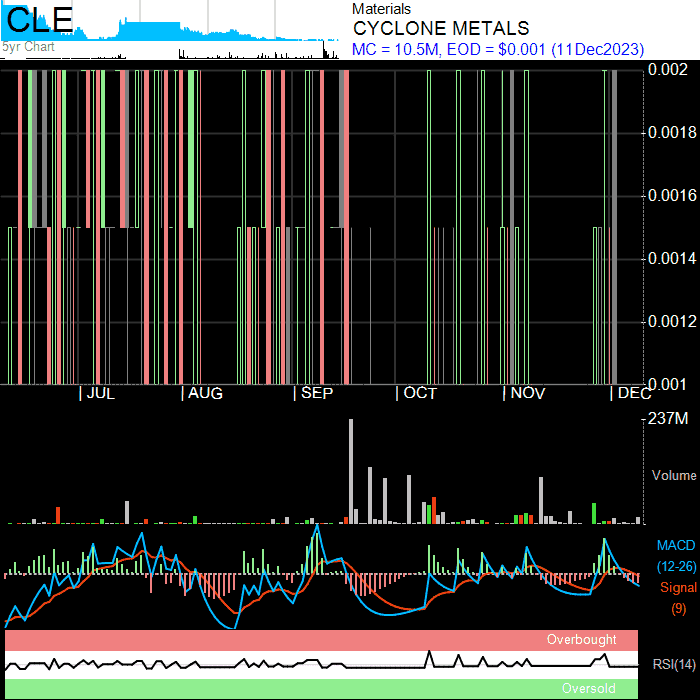 CLE
5yr Chart
Materials
CYCLONE METALS
MC = 10.5M, EOD = $0.001 (11Dec2023)
0.002
0.0018
0.0016
0.0014
0.0012
0.001
| JUL | AUG | SEP | OCT | NOV | DEC
237M
Volume
MACD
(12-26)
Signal
(9)
Overbought
RSI(14)
Oversold